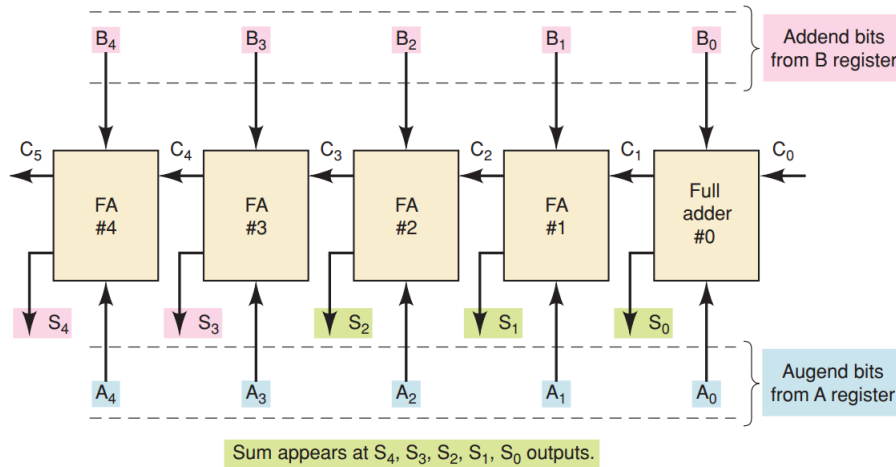 B₄ B₃ B₂ B₁ B₀
Addend bits
from B register
C₅ C₄ C₃ C₂ C₁ C₀
FA
#4
FA
#3
FA
#2
FA
#1
Full
adder
#0
S₄ S₃ S₂ S₁ S₀
A₄ A₃ A₂ A₁ A₀
Augend bits
from A register
Sum appears at S₄, S₃, S₂, S₁, S₀ outputs.